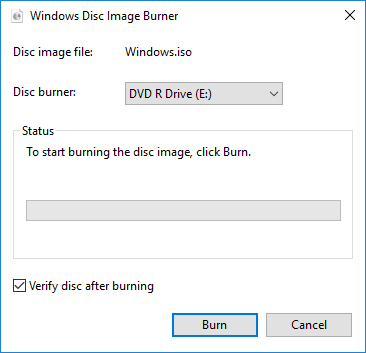 Windows Disc Image Burner
Disc image file: Windows.iso
Disc burner: DVD R Drive (E:)
Status
To start burning the disc image, click Burn.
Verify disc after burning
Burn Cancel